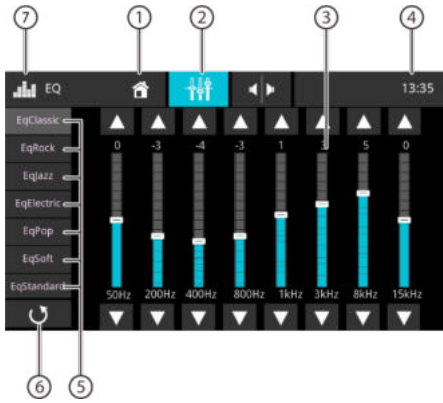 7 1 2 3 4
EQ 13:35
EqClassic
EqRock
EqJazz
EqElectric
EqPop
EqSoft
EqStandard
0 -3 -4 -3 1 3 5 0
50Hz 200Hz 400Hz 800Hz 1kHz 3kHz 8kHz 15kHz
6 5